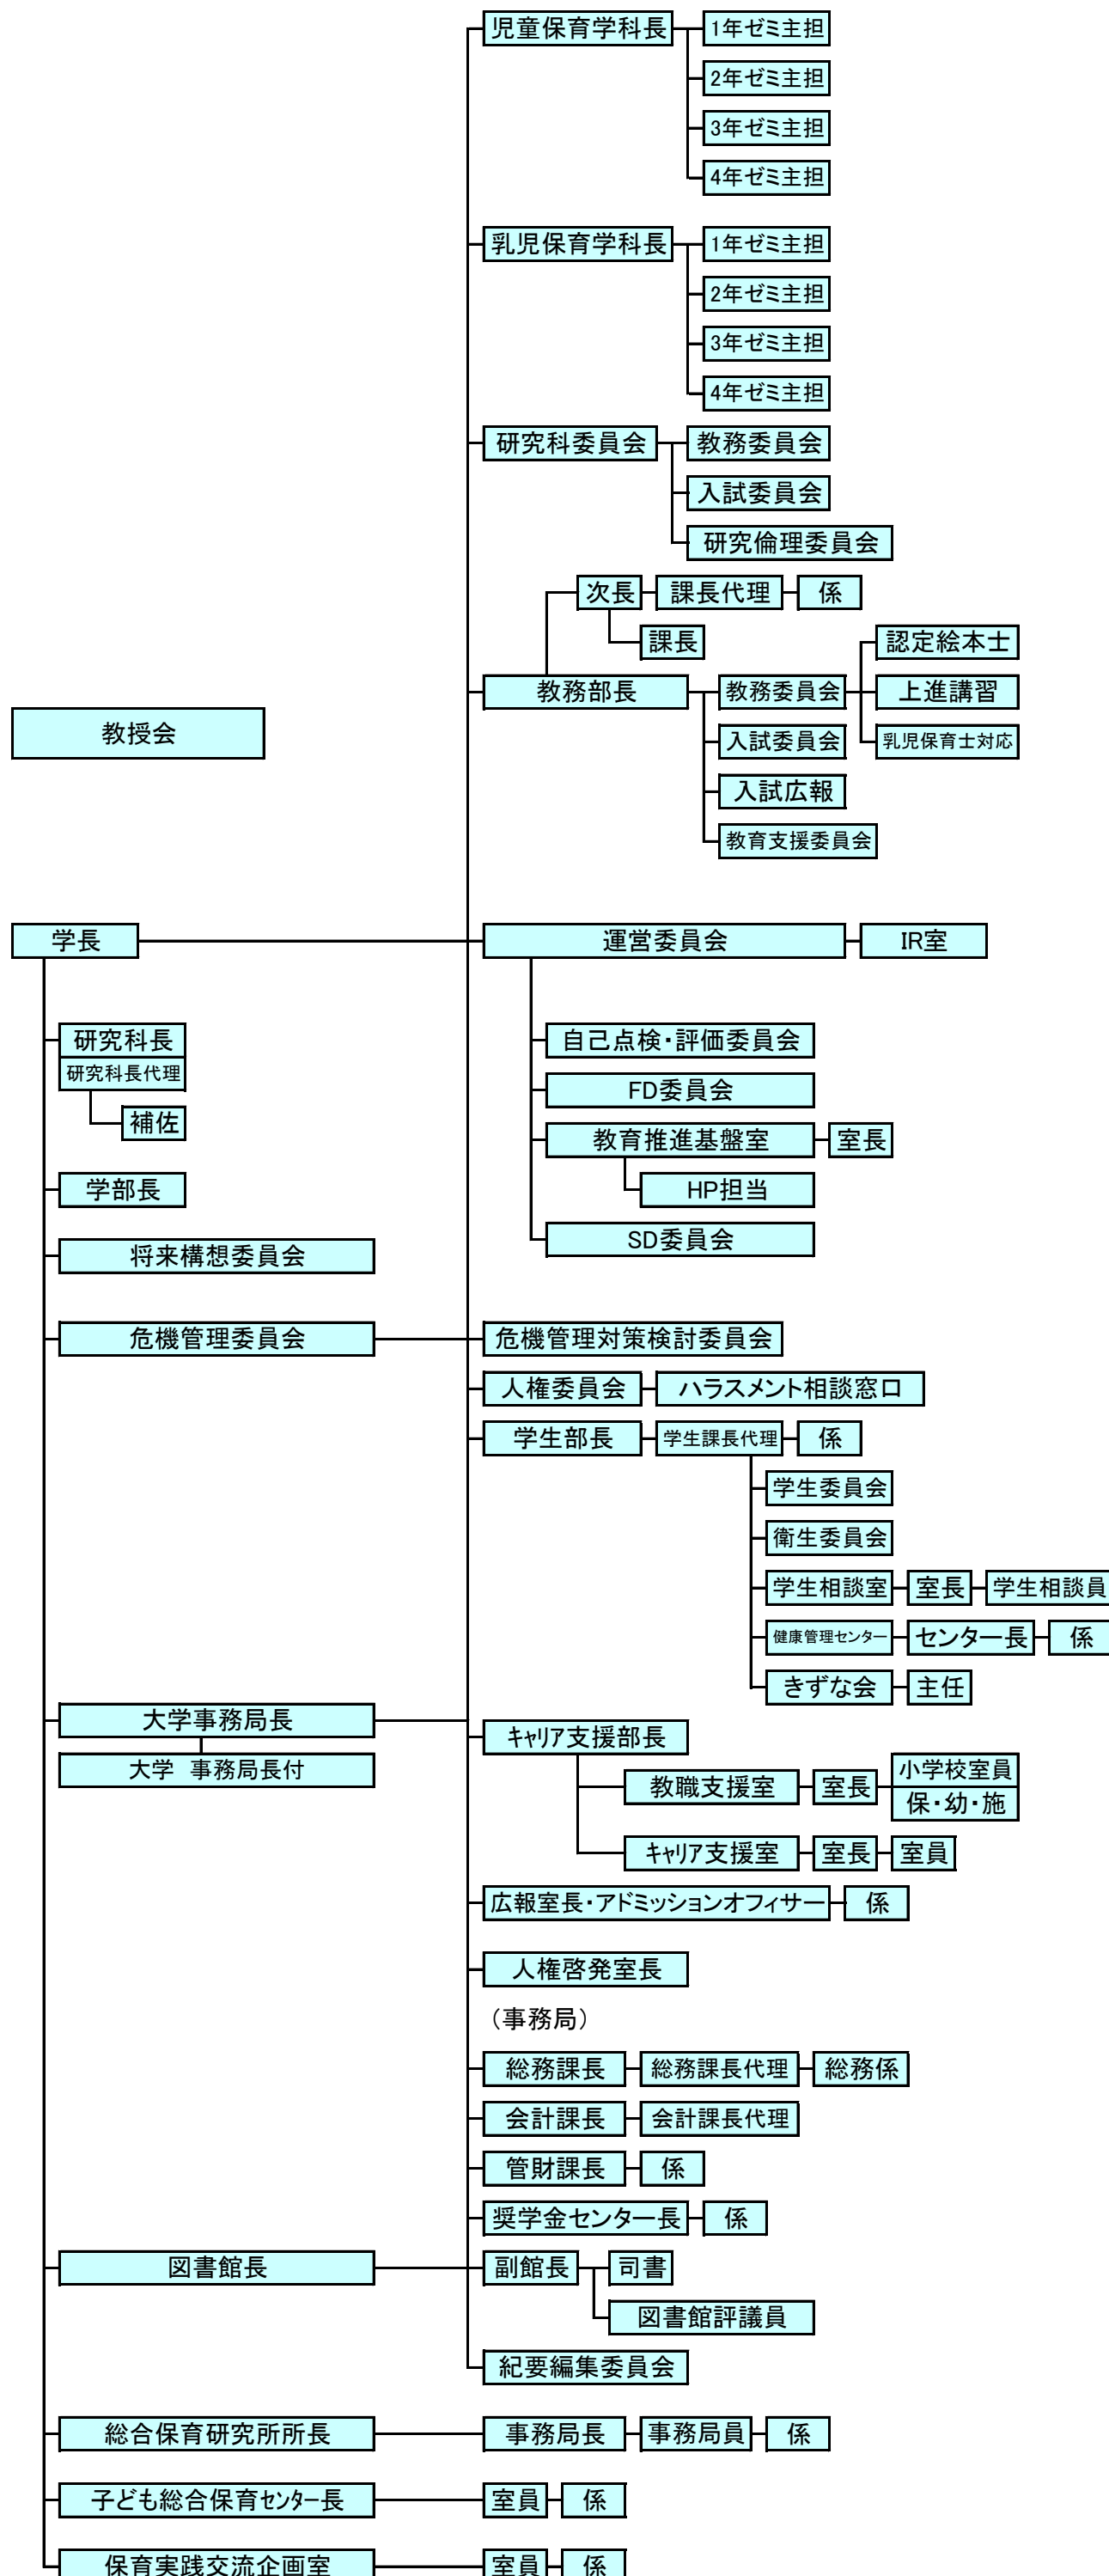 児童保育学科長 1年ゼミ主担
2年ゼミ主担
3年ゼミ主担
4年ゼミ主担
乳児保育学科長 1年ゼミ主担
2年ゼミ主担
3年ゼミ主担
4年ゼミ主担
研究科委員会 教務委員会
入試委員会
研究倫理委員会
次長 課長代理 係
課長 認定絵本士
教務部長 教務委員会 上進講習
教授会 入試委員会 乳児保育士対応
入試広報
教育支援委員会
学長 運営委員会 IR室
研究科長 自己点検・評価委員会
研究科長代理 FD委員会
補佐 教育推進基盤室 室長
学部長 HP担当
将来構想委員会 SD委員会
危機管理委員会 危機管理対策検討委員会
人権委員会 ハラスメント相談窓口
学生部長 学生課長代理 係
学生委員会
衛生委員会
学生相談室 室長 学生相談員
健康管理センター センター長 係
きずな会 主任
大学事務局長 キャリア支援部長
大学　事務局長付 教職支援室 室長 小学校室員
保・幼・施
キャリア支援室 室長 室員
広報室長・アドミッションオフィサー 係
人権啓発室長
（事務局）
総務課長 総務課長代理 総務係
会計課長 会計課長代理
管財課長 係
奨学金センター長 係
図書館長 副館長 司書
図書館評議員
紀要編集委員会
総合保育研究所所長 事務局長 事務局員 係
子ども総合保育センター長 室員 係
保育実践交流企画室 室員 係